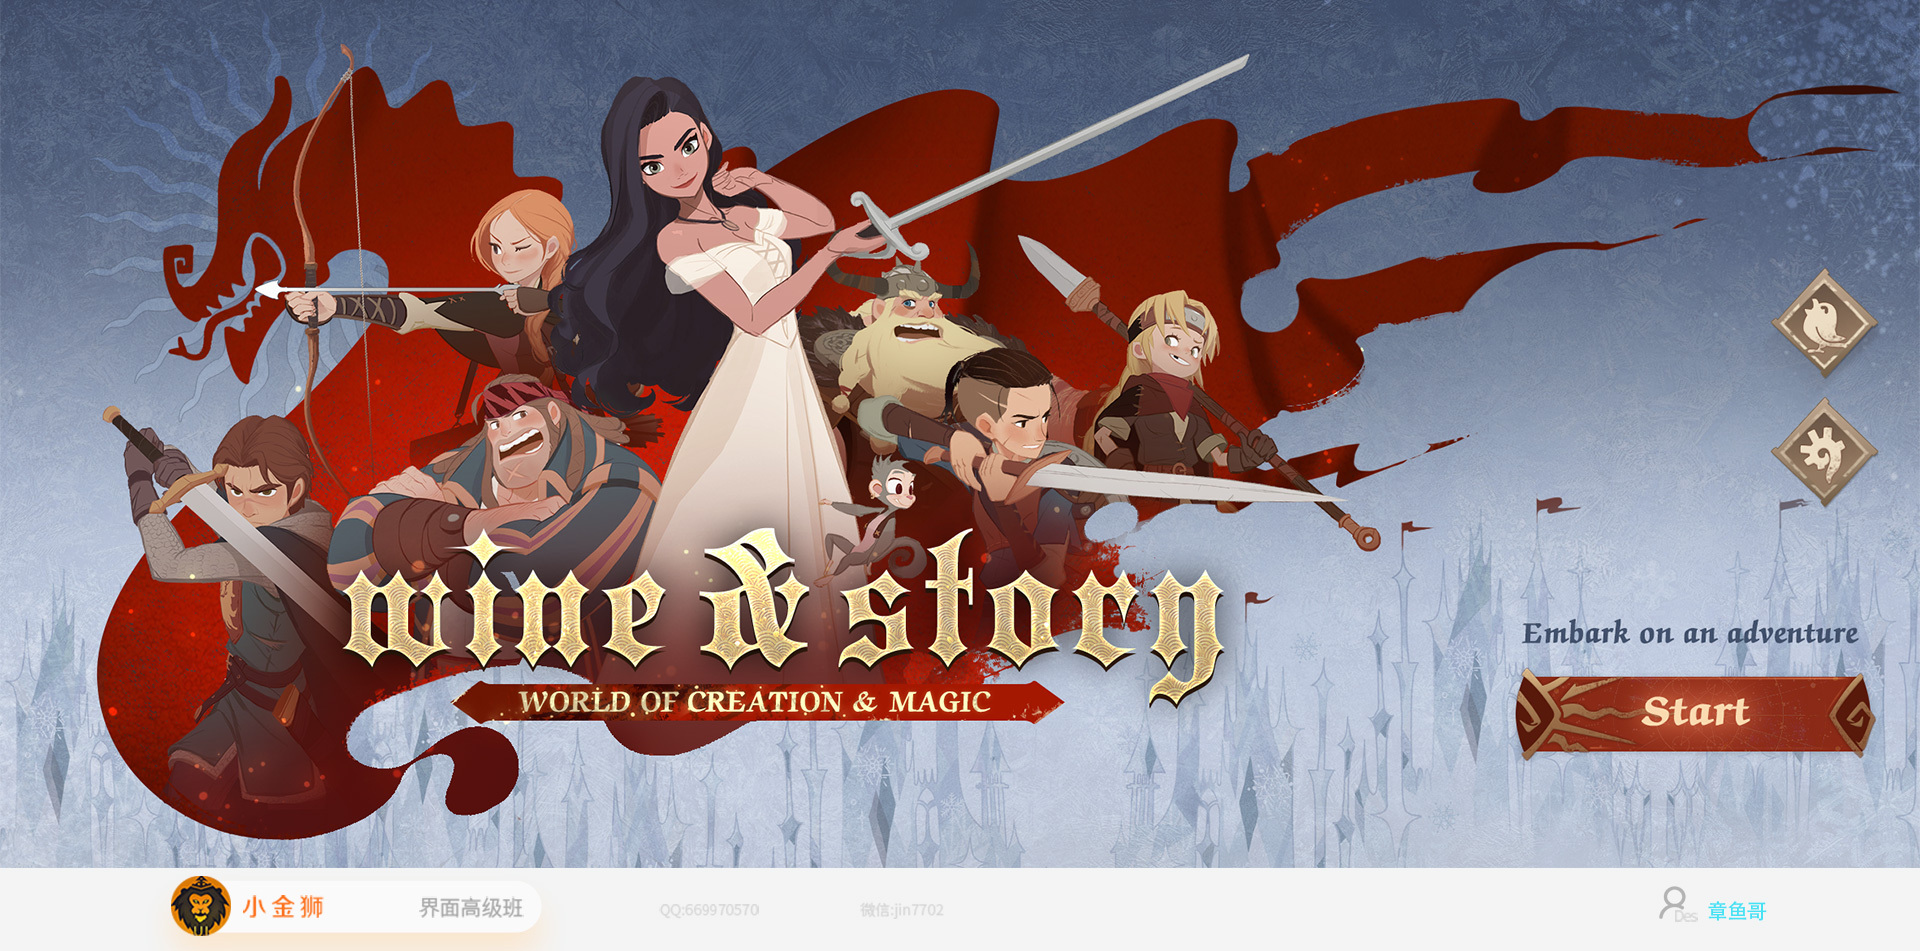 wine & story
WORLD OF CREATION & MAGIC
Embark on an adventure
Start
小金狮
界面高级班
QQ:669970570
微信:jin7702
Des
章鱼哥